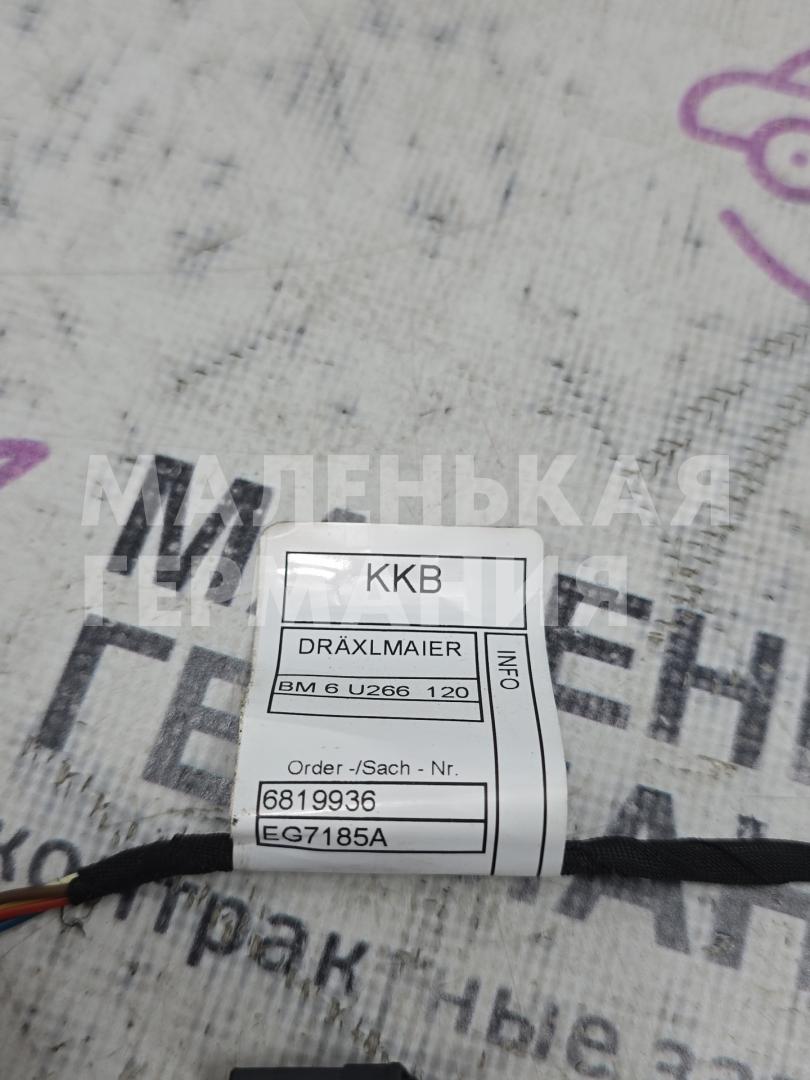 МАЛЕНЬКАЯ
ГЕРМАНИЯ
KKB
DRÄXLMAIER
BM 6 U266 120
INFO
Order -/Sach - Nr.
6819936
EG7185A